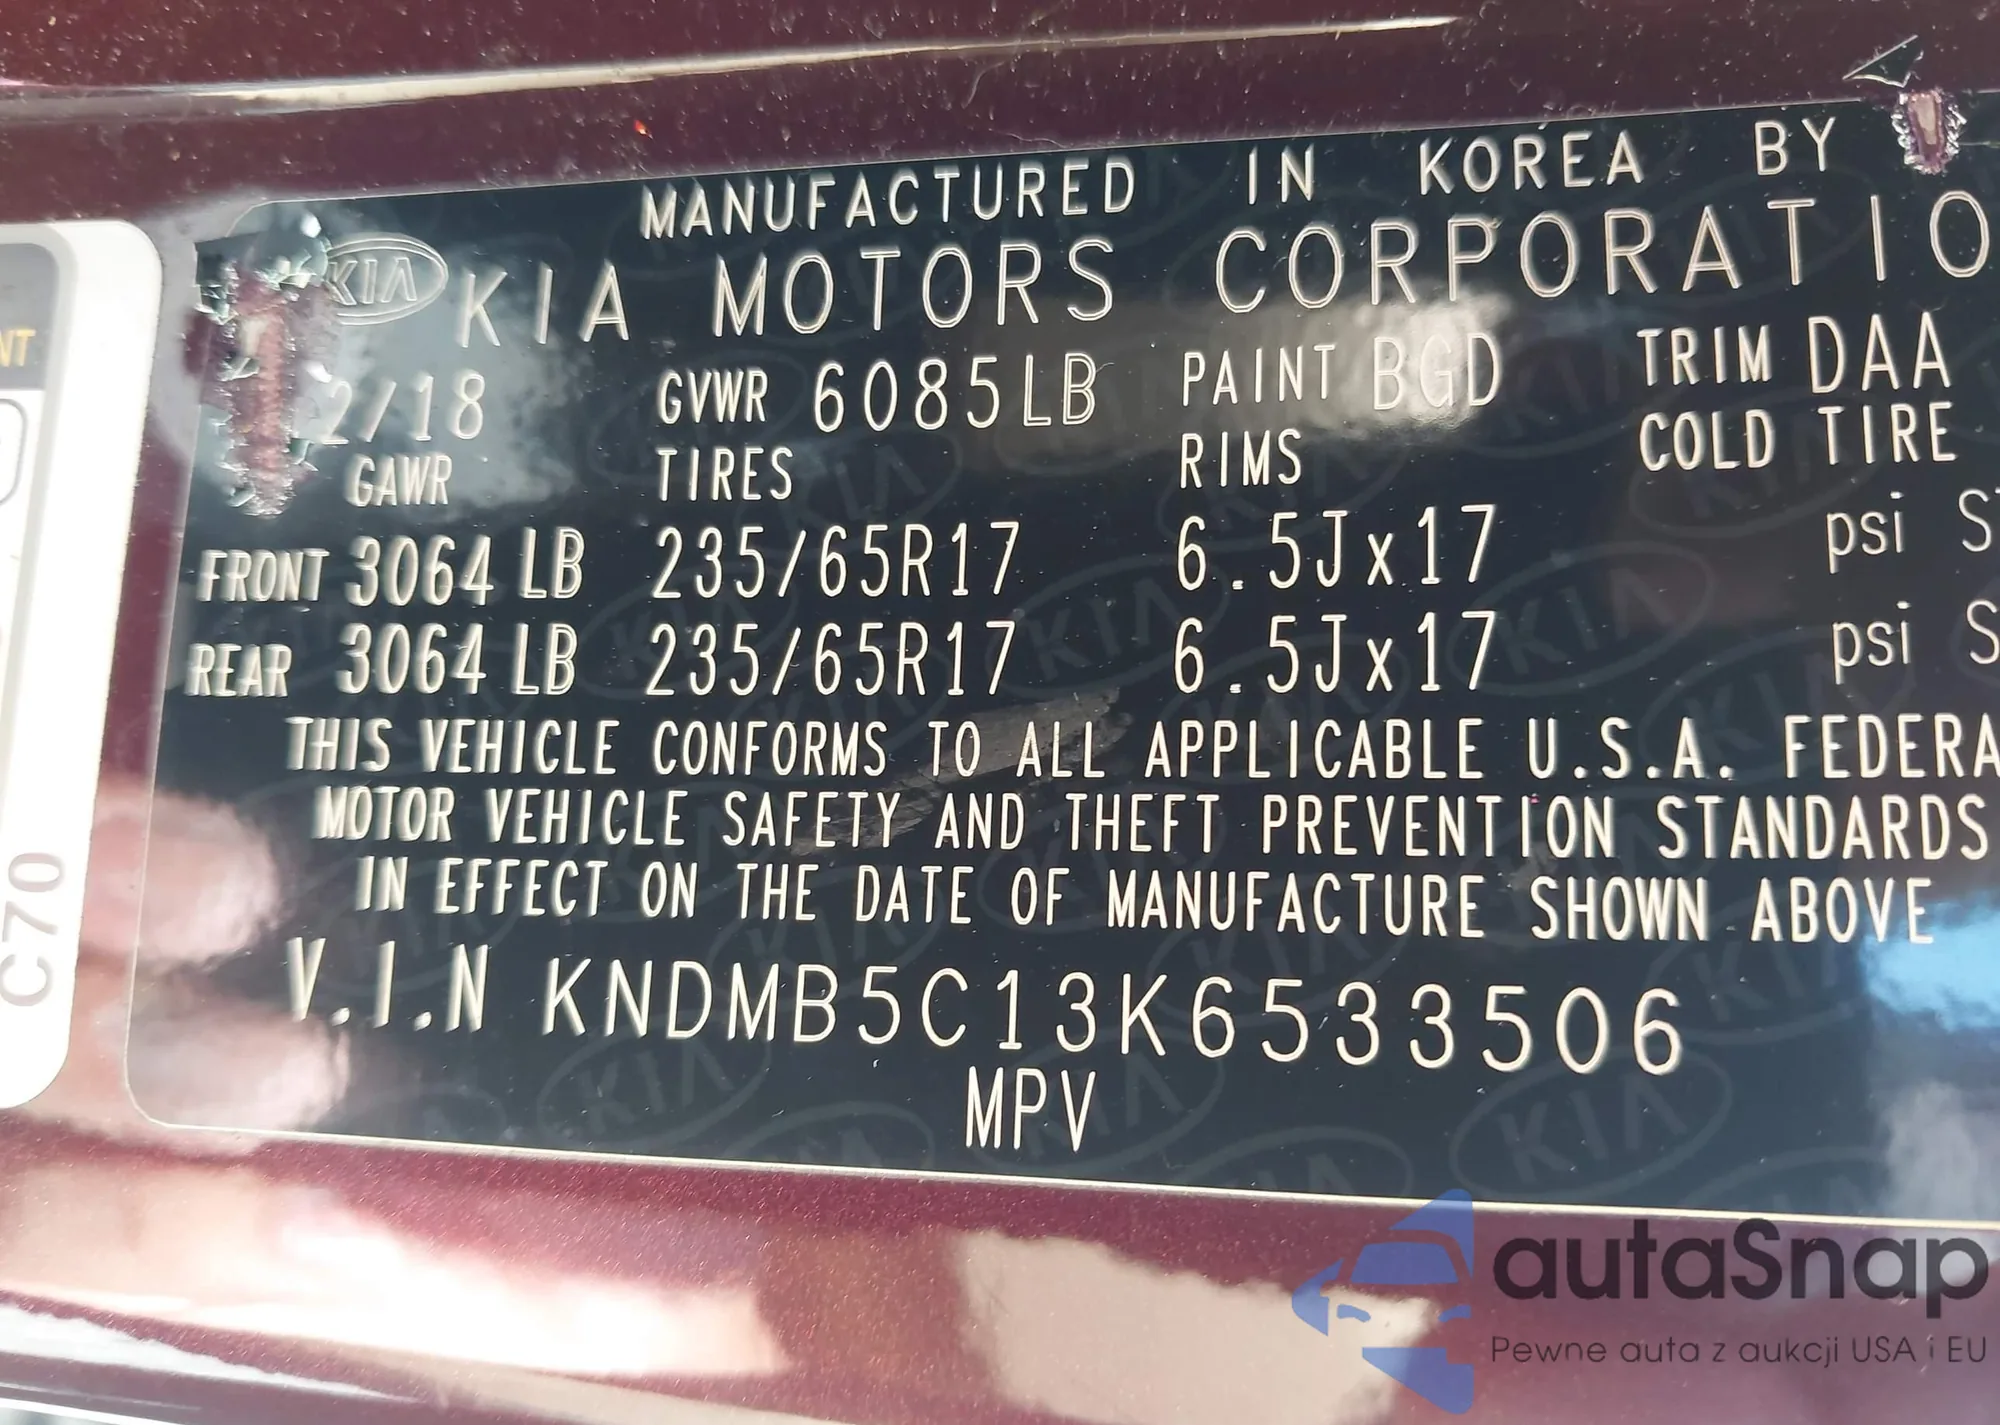 MANUFACTURED IN KOREA BY
KIA KIA MOTORS CORPORATIO
2/18 GVWR 6085LB PAINT BGD TRIM DAA
GAWR TIRES RIMS COLD TIRE
FRONT 3064 LB 235/65R17 6.5Jx17 psi
REAR 3064 LB 235/65R17 6.5Jx17 psi
THIS VEHICLE CONFORMS TO ALL APPLICABLE U.S.A. FEDERA
MOTOR VEHICLE SAFETY AND THEFT PREVENTION STANDARDS
IN EFFECT ON THE DATE OF MANUFACTURE SHOWN ABOVE
V.I.N KNDMB5C13K6533506
MPV
NT
C70
autaSnap
Pewne auta z aukcji USA i EU